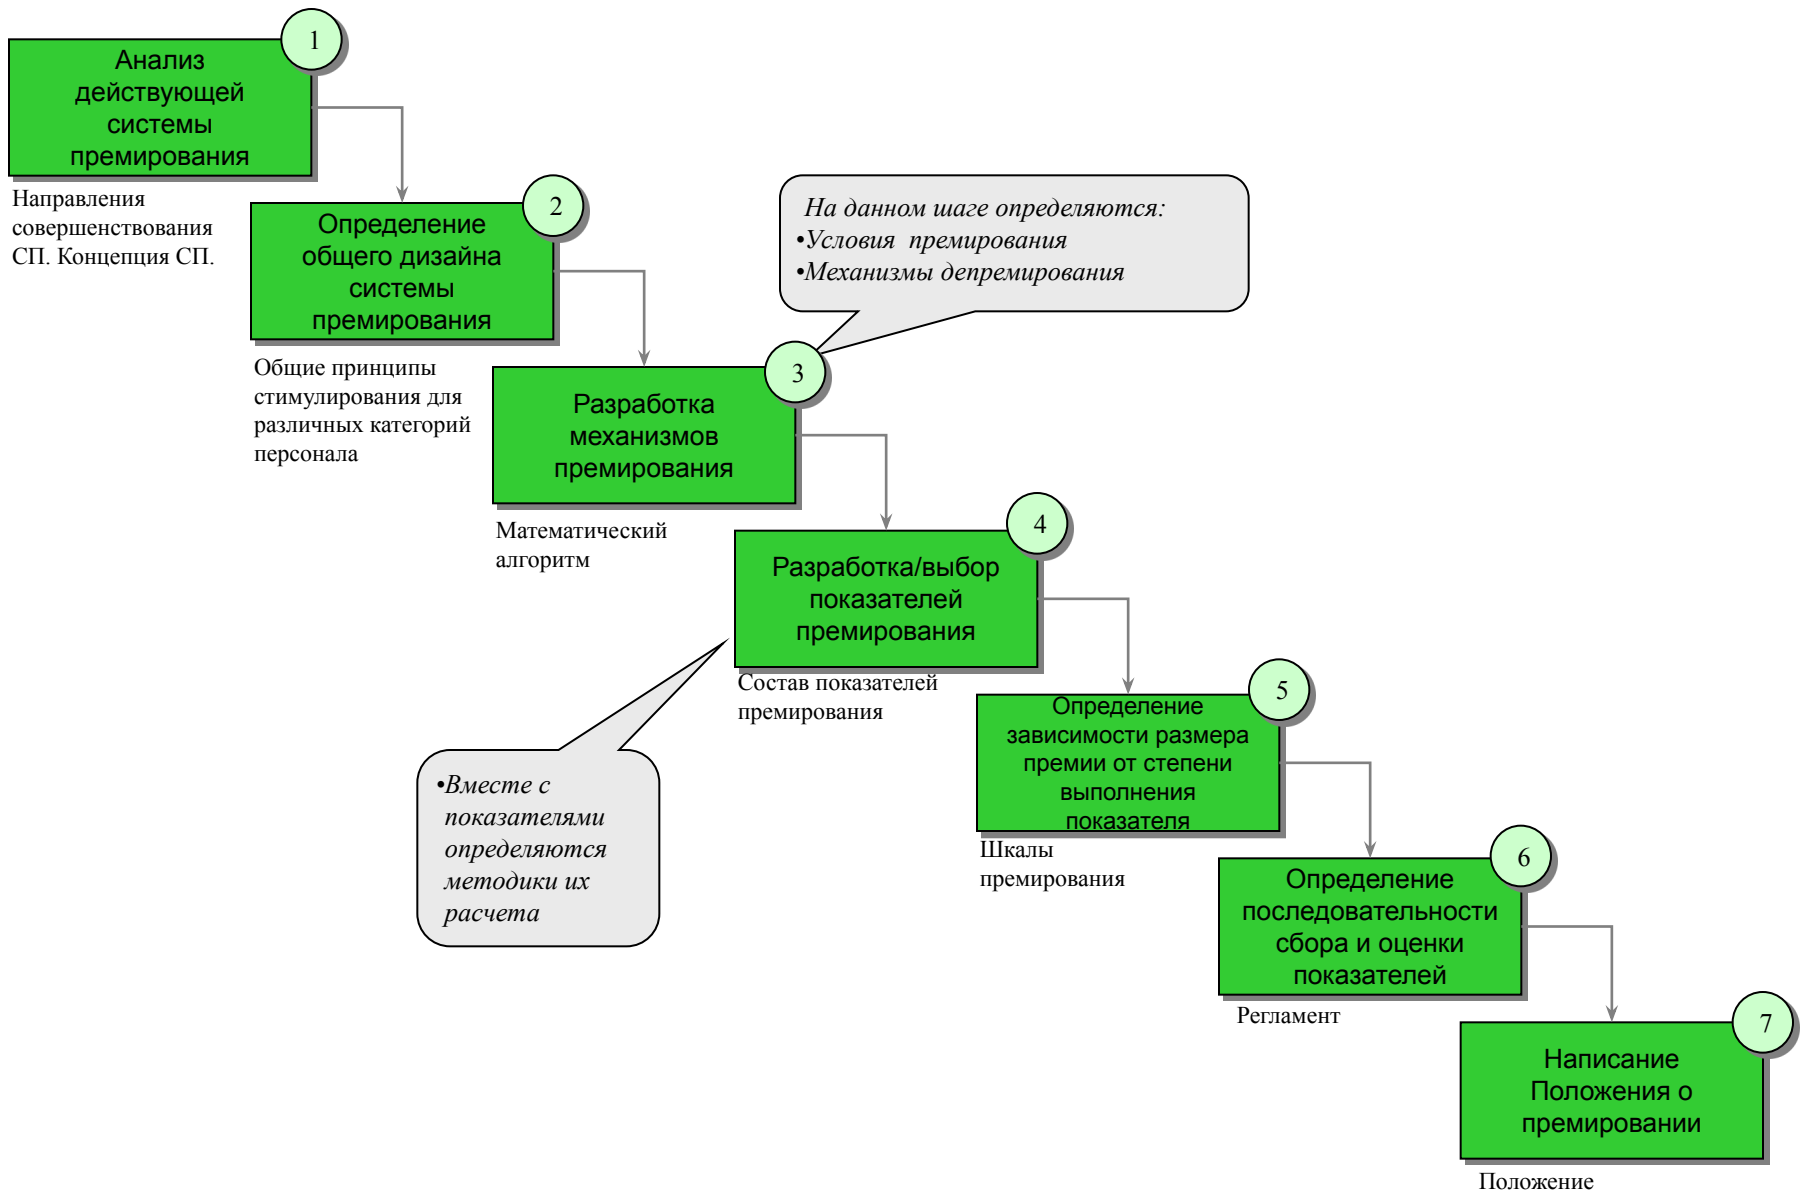 1
Анализ
действующей
системы
премирования
Направления
совершенствования
СП. Концепция СП.
2
Определение
общего дизайна
системы
премирования
Общие принципы
стимулирования для
различных категорий
персонала
На данном шаге определяются:
•Условия премирования
•Механизмы депремирования
3
Разработка
механизмов
премирования
Математический
алгоритм
4
Разработка/выбор
показателей
премирования
Состав показателей
премирования
•Вместе с
показателями
определяются
методики их
расчета
5
Определение
зависимости размера
премии от степени
выполнения
показателя
Шкалы
премирования
6
Определение
последовательности
сбора и оценки
показателей
Регламент
7
Написание
Положения о
премировании
Положение